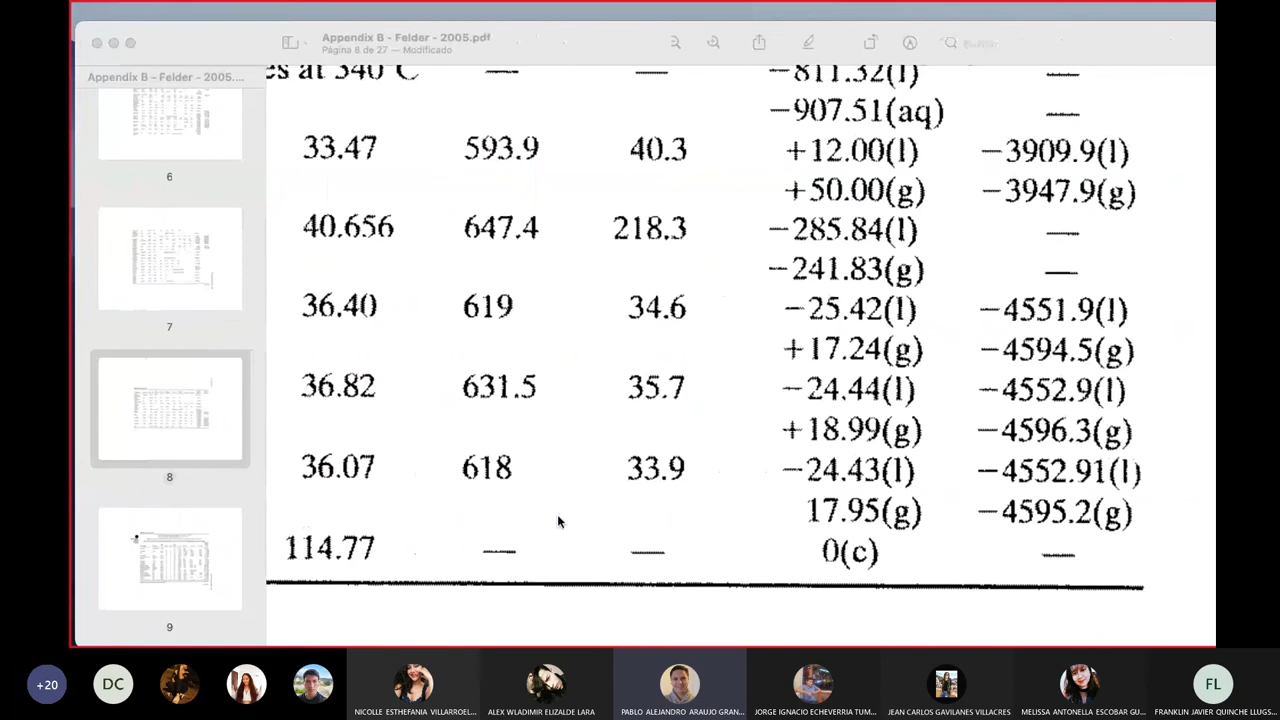 Appendix B - Felder - 2005.pdf
Página 8 de 27 — Modificado
Appendix B - Felder - 2005....
6
7
8
9
es at 340°C — — −811.32(l) —
−907.51(aq) —
33.47 593.9 40.3 +12.00(l) −3909.9(l)
+50.00(g) −3947.9(g)
40.656 647.4 218.3 −285.84(l) —
−241.83(g) —
36.40 619 34.6 −25.42(l) −4551.9(l)
+17.24(g) −4594.5(g)
36.82 631.5 35.7 −24.44(l) −4552.9(l)
+18.99(g) −4596.3(g)
36.07 618 33.9 −24.43(l) −4552.91(l)
17.95(g) −4595.2(g)
114.77 — — 0(c) —
+20
DC
NICOLLE ESTHEFANIA VILLARROEL...
ALEX WLADIMIR ELIZALDE LARA
PABLO ALEJANDRO ARAUJO GRAN...
JORGE IGNACIO ECHEVERRIA TUM...
JEAN CARLOS GAVILANES VILLACRES
MELISSA ANTONELLA ESCOBAR GU...
FL
FRANKLIN JAVIER QUINCHE LLUGS...